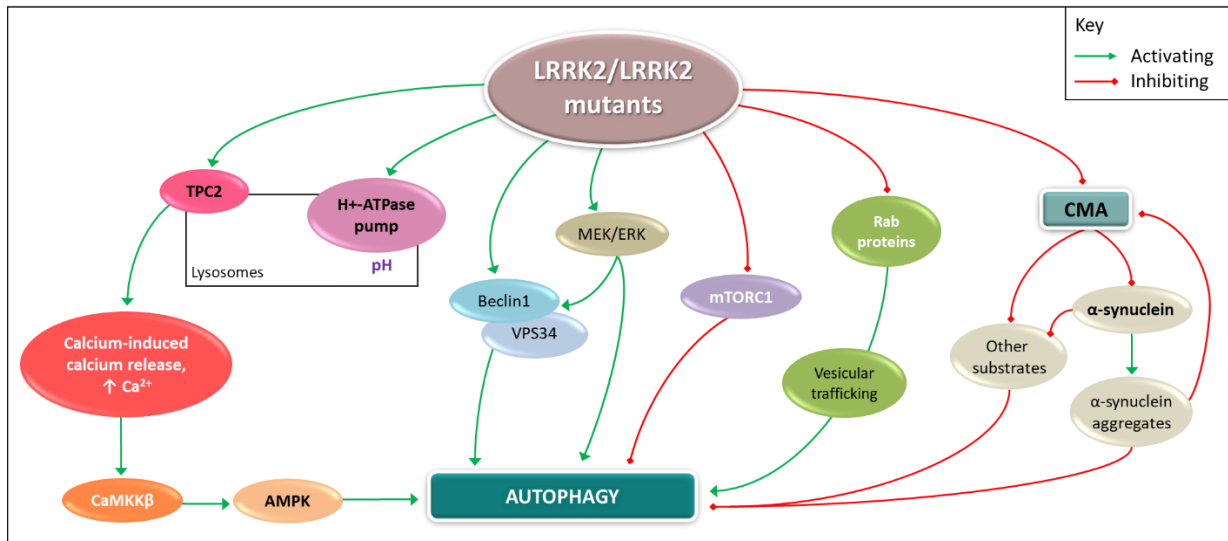 Key
Activating
Inhibiting
LRRK2/LRRK2
mutants
TPC2
H+-ATPase
pump
pH
Lysosomes
MEK/ERK
Beclin1
VPS34
mTORC1
Rab
proteins
CMA
α-synuclein
Other
substrates
α-synuclein
aggregates
Calcium-induced
calcium release,
↑ Ca²⁺
Vesicular
trafficking
CaMKKβ
AMPK
AUTOPHAGY